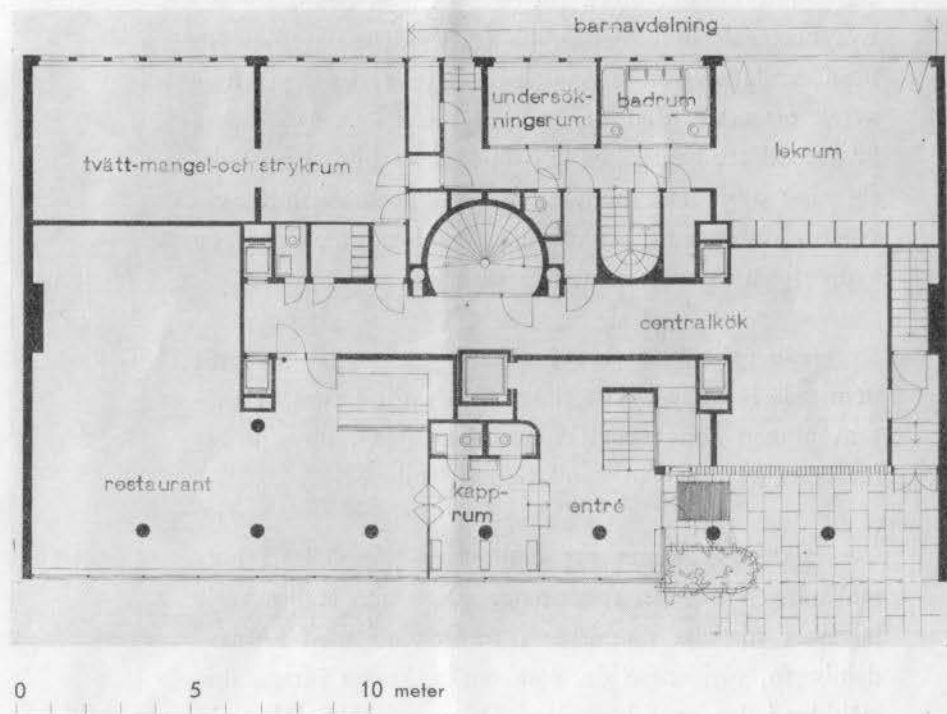 barnavdelning
undersök-
ningsrum
badrum
lekrum
tvätt-mangel-och strykrum
centralkök
restaurant
kapp-
rum
entré
0 5 10 meter